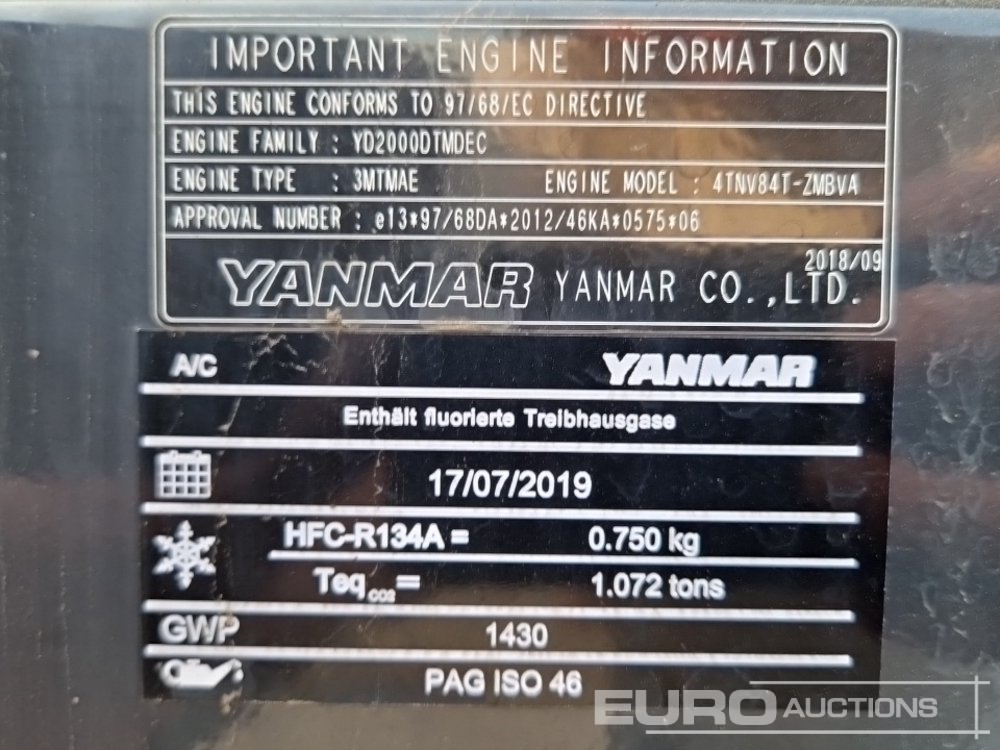 IMPORTANT ENGINE INFORMATION
THIS ENGINE CONFORMS TO 97/68/EC DIRECTIVE
ENGINE FAMILY : YD2000DTMDEC
ENGINE TYPE : 3MTMAE ENGINE MODEL : 4TNV84T-ZMBVA
APPROVAL NUMBER : e13*97/68DA*2012/46KA*0575*06
2018/09
YANMAR YANMAR CO.,LTD.
A/C YANMAR
Enthält fluorierte Treibhausgase
17/07/2019
HFC-R134A = 0.750 kg
Teq CO2 = 1.072 tons
GWP 1430
PAG ISO 46
EURO AUCTIONS